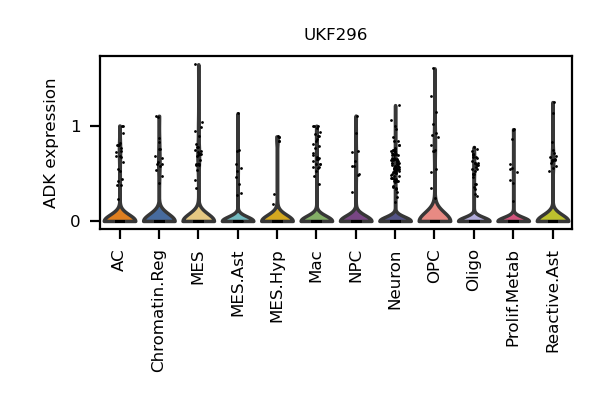 UKF296
ADK expression
1
0
AC
Chromatin.Reg
MES
MES.Ast
MES.Hyp
Mac
NPC
Neuron
OPC
Oligo
Prolif.Metab
Reactive.Ast